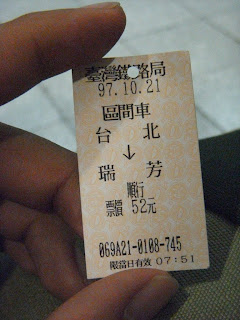 臺灣鐵路局
97.10.21
區間車
台 北
↓
瑞 芳
順行
票價 52元
069A21-0108-745
限當日有效 07:51